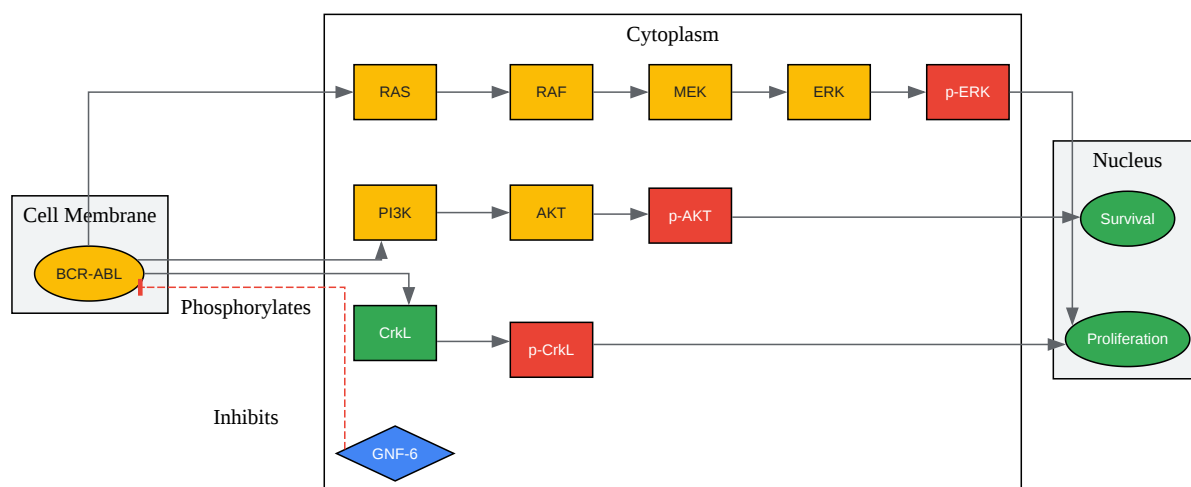 Cytoplasm
RAS
RAF
MEK
ERK
p-ERK
Nucleus
Cell Membrane
PI3K
AKT
p-AKT
Survival
BCR-ABL
Phosphorylates
CrkL
p-CrkL
Proliferation
Inhibits
GNF-6